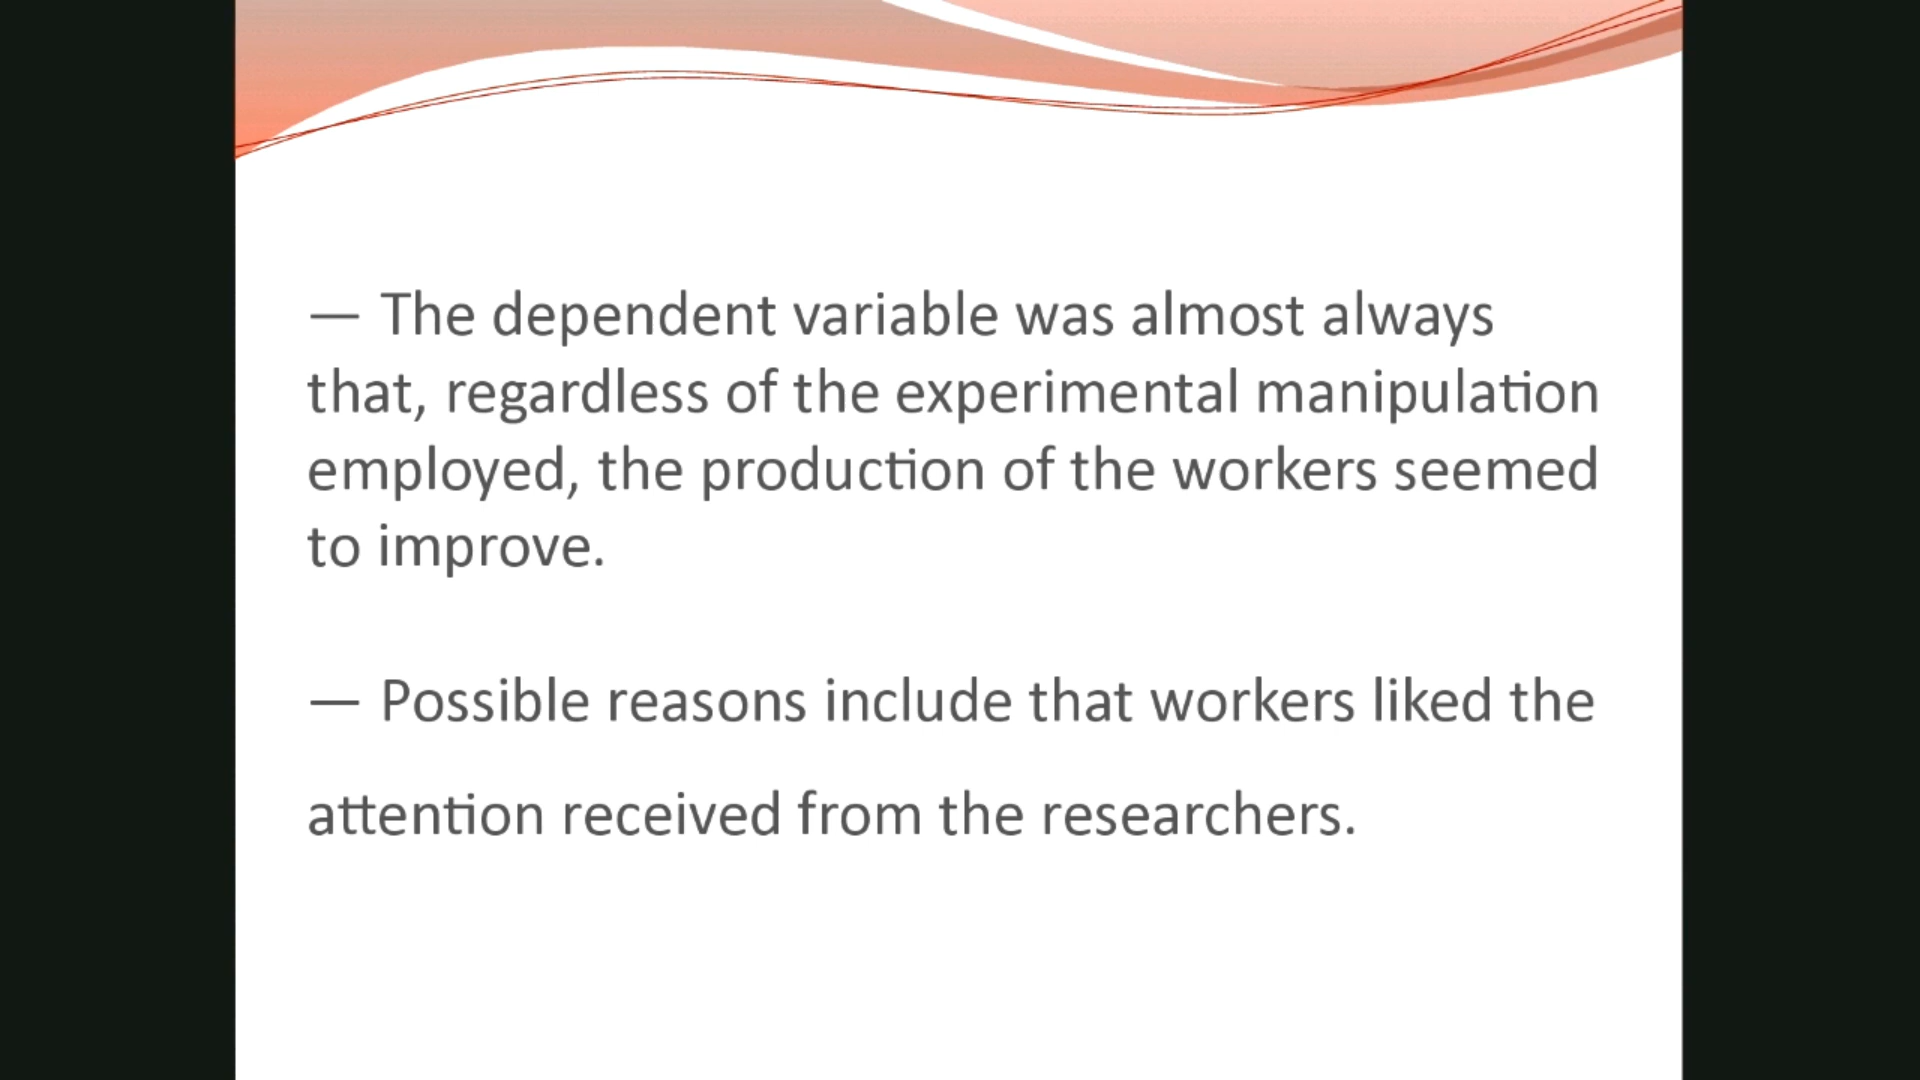 — The dependent variable was almost always
that, regardless of the experimental manipulation
employed, the production of the workers seemed
to improve.
— Possible reasons include that workers liked the
attention received from the researchers.